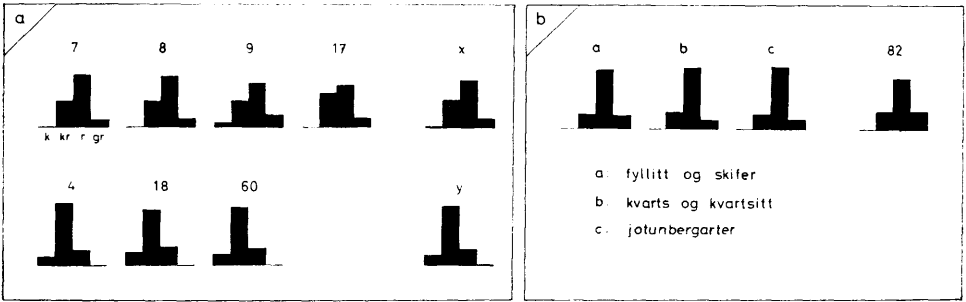 a
7 8 9 17 x
k kr r gr
4 18 60 y
b
a b c 82
a: fyllitt og skifer
b. kvarts og kvartsitt
c. jotunbergarter